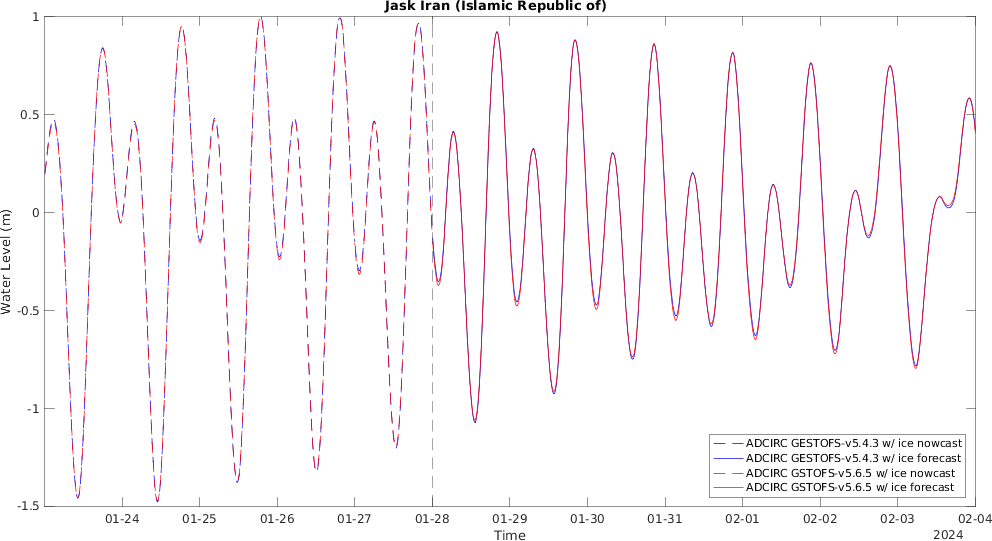 Jask Iran (Islamic Republic of)
1
0.5
0
-0.5
-1
-1.5
Water Level (m)
ADCIRC GESTOFS-v5.4.3 w/ ice nowcast
ADCIRC GESTOFS-v5.4.3 w/ ice forecast
ADCIRC GSTOFS-v5.6.5 w/ ice nowcast
ADCIRC GSTOFS-v5.6.5 w/ ice forecast
01-24 01-25 01-26 01-27 01-28 01-29 01-30 01-31 02-01 02-02 02-03 02-04
Time
2024